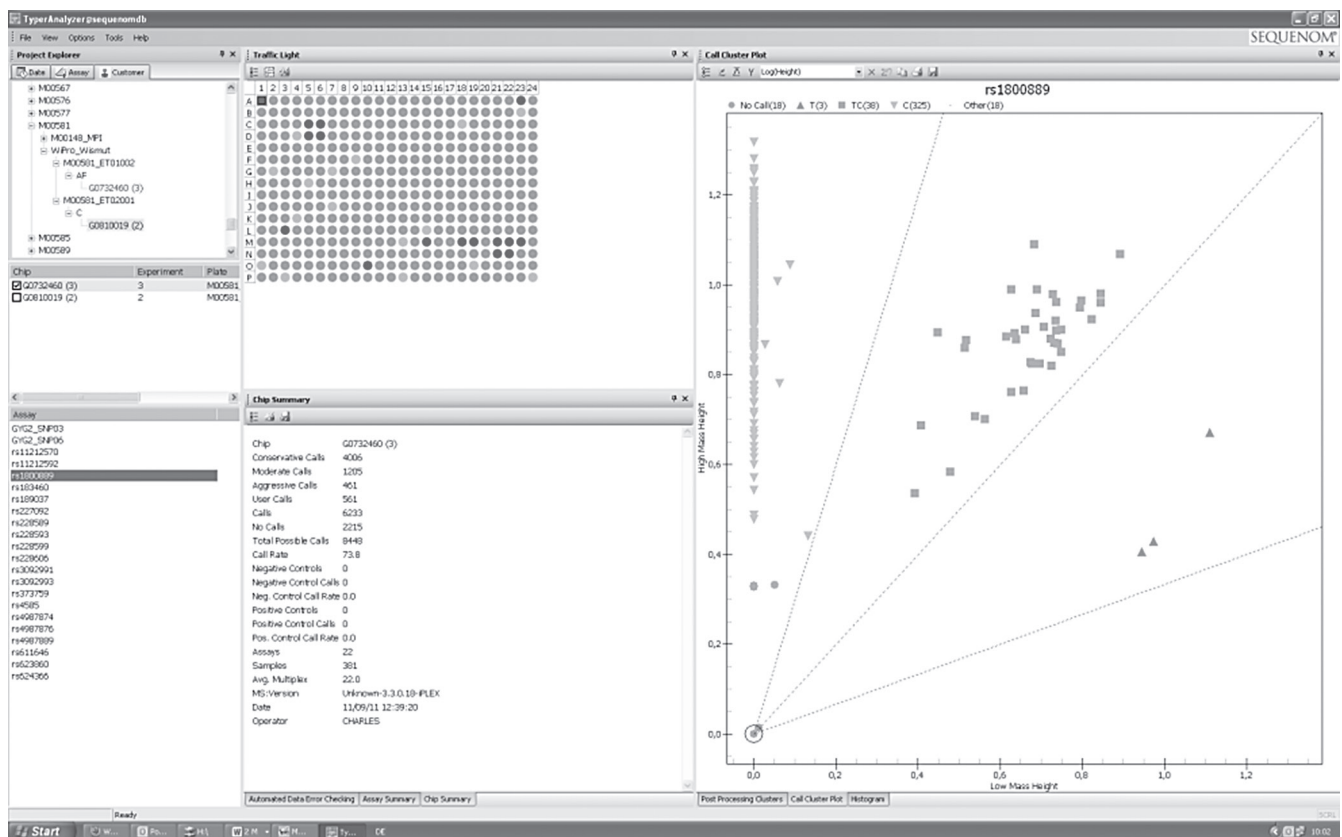 TyperAnalyzer@sequenomdb
File View Options Tools Help
SEQUENOM®
Project Explorer
Date Assay Customer
M00567
M00576
M00577
M00581
M00148_MPI
WiPro_Wismut
M00581_ET01002
AF
G0732460 (3)
M00581_ET02001
C
G0810019 (2)
M00585
M00589
Chip Experiment Plate
G0732460 (3) 3 M00581
G0810019 (2) 2 M00581
Assay
GYG2_SNP03
GYG2_SNP06
rs11212570
rs11212592
rs1800889
rs183460
rs189037
rs227092
rs228589
rs228593
rs228599
rs228606
rs3092991
rs3092993
rs373759
rs4585
rs4987874
rs4987876
rs4987889
rs611646
rs623860
rs624366
Traffic Light
1 2 3 4 5 6 7 8 9 10 11 12 13 14 15 16 17 18 19 20 21 22 23 24
A
B
C
D
E
F
G
H
I
J
K
L
M
N
O
P
Chip Summary
Chip G0732460 (3)
Conservative Calls 4006
Moderate Calls 1205
Aggressive Calls 461
User Calls 561
Calls 6233
No Calls 2215
Total Possible Calls 8448
Call Rate 73.8
Negative Controls 0
Negative Control Calls 0
Neg. Control Call Rate 0.0
Positive Controls 0
Positive Control Calls 0
Pos. Control Call Rate 0.0
Assays 22
Samples 381
Avg. Multiplex 22.0
MS:Version Unknown-3.3.0.18-iPLEX
Date 11/09/11 12:39:20
Operator CHARLES
Automated Data Error Checking Assay Summary Chip Summary
Call Cluster Plot
Log(Height)
rs1800889
No Call(18) T(3) TC(38) C(325) Other(18)
High Mass Height
1,2
1,0
0,8
0,6
0,4
0,2
0,0
0,0 0,2 0,4 0,6 0,8 1,0 1,2
Low Mass Height
Post Processing Clusters Call Cluster Plot Histogram
Ready
Start W... Po... H:\ 2 M M... Ty... DE 10:02